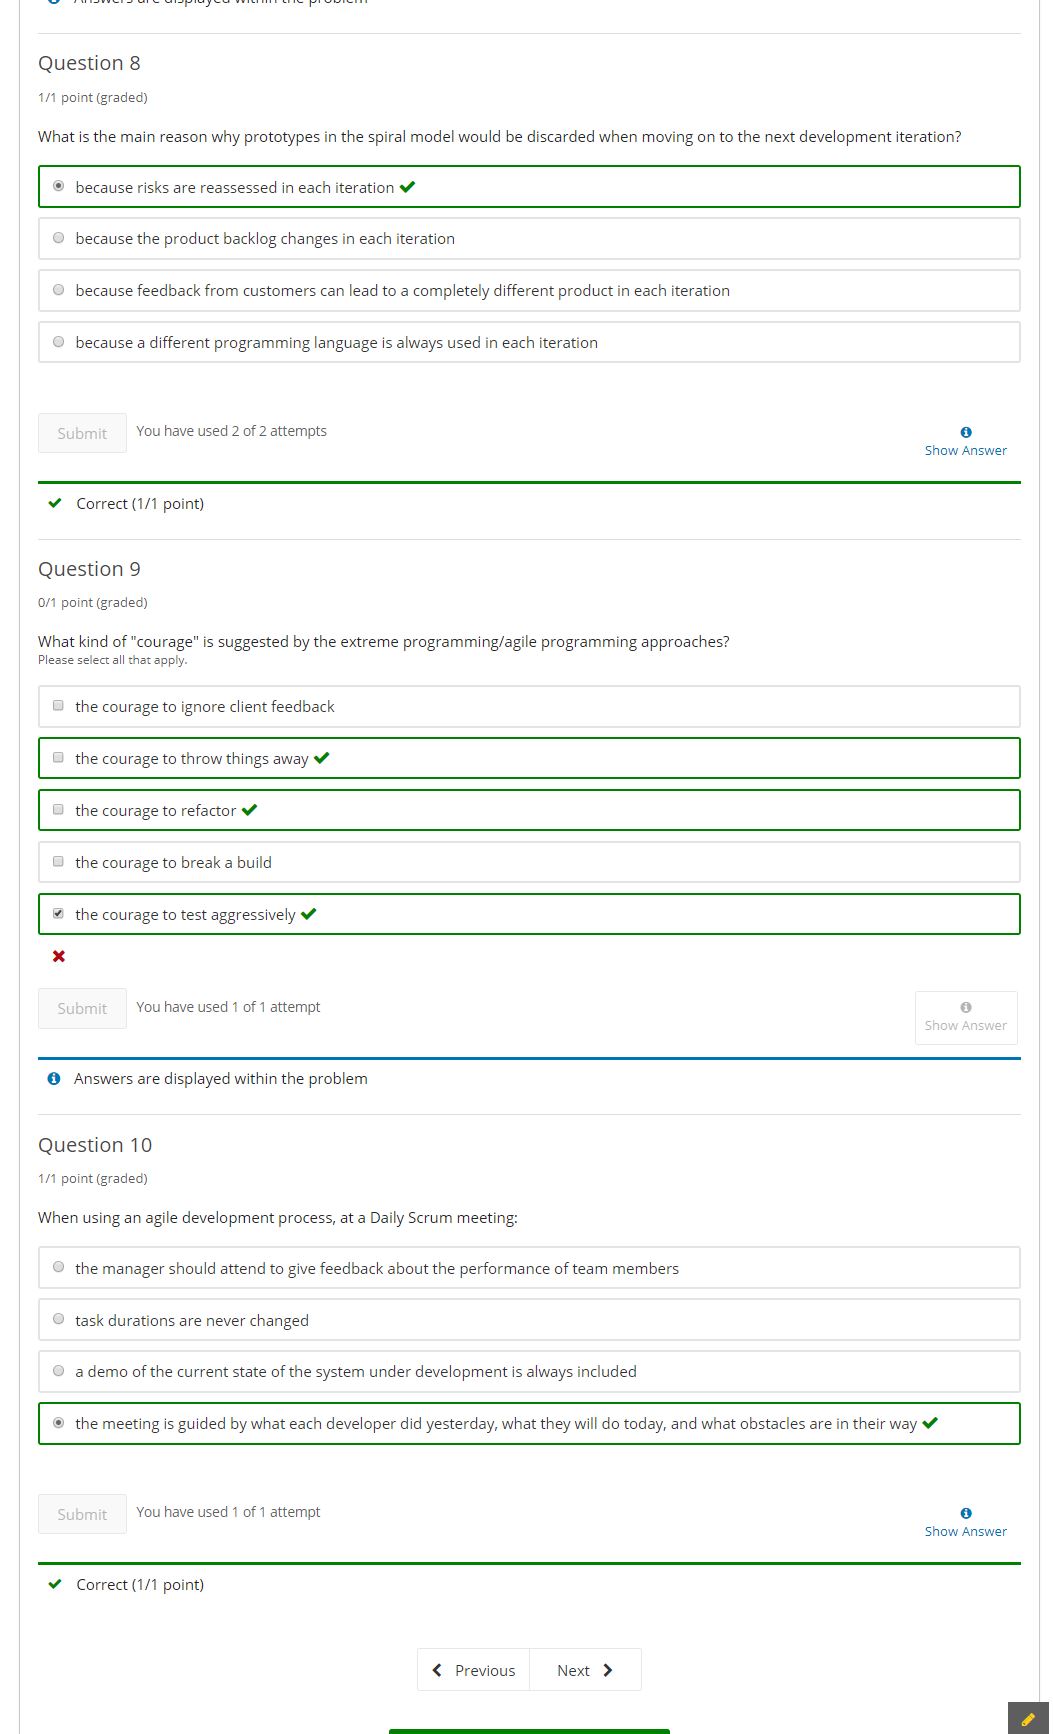 Answers are displayed within the problem
Question 8
1/1 point (graded)
What is the main reason why prototypes in the spiral model would be discarded when moving on to the next development iteration?
because risks are reassessed in each iteration
because the product backlog changes in each iteration
because feedback from customers can lead to a completely different product in each iteration
because a different programming language is always used in each iteration
Submit You have used 2 of 2 attempts
Show Answer
Correct (1/1 point)
Question 9
0/1 point (graded)
What kind of "courage" is suggested by the extreme programming/agile programming approaches?
Please select all that apply.
the courage to ignore client feedback
the courage to throw things away
the courage to refactor
the courage to break a build
the courage to test aggressively
Submit You have used 1 of 1 attempt
Show Answer
Answers are displayed within the problem
Question 10
1/1 point (graded)
When using an agile development process, at a Daily Scrum meeting:
the manager should attend to give feedback about the performance of team members
task durations are never changed
a demo of the current state of the system under development is always included
the meeting is guided by what each developer did yesterday, what they will do today, and what obstacles are in their way
Submit You have used 1 of 1 attempt
Show Answer
Correct (1/1 point)
Previous Next